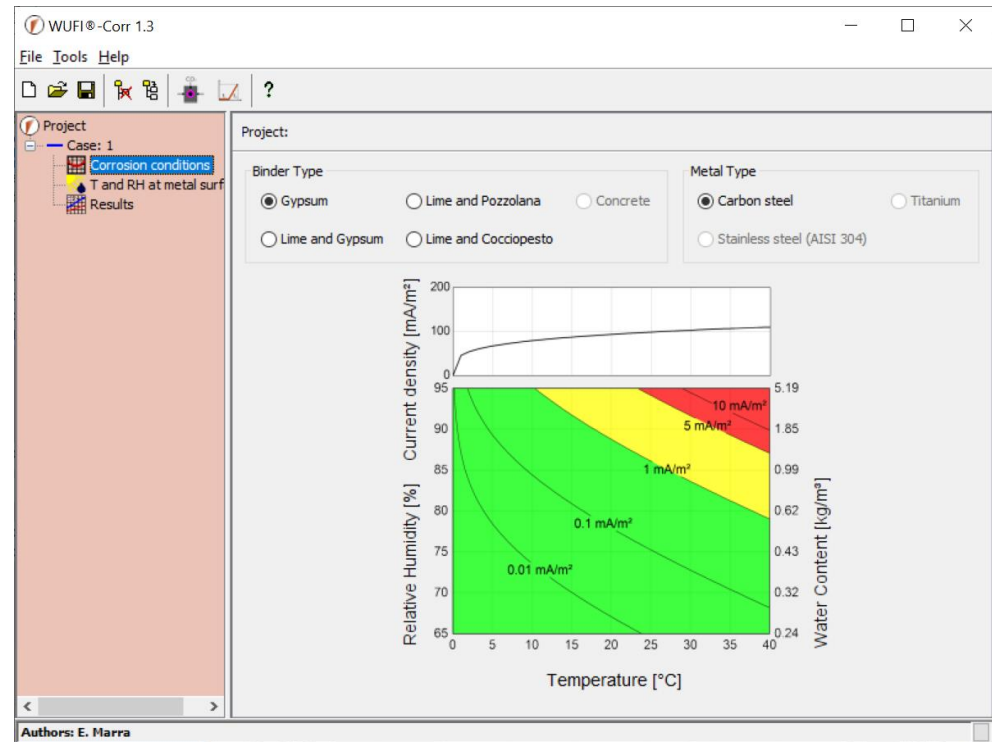 WUFI®-Corr 1.3
File Tools Help
?
Project
Case: 1
Corrosion conditions
T and RH at metal surf
Results
Project:
Binder Type
Gypsum
Lime and Pozzolana
Concrete
Lime and Gypsum
Lime and Cocciopesto
Metal Type
Carbon steel
Titanium
Stainless steel (AISI 304)
Current density [mA/m²]
200
100
0
Relative Humidity [%]
95
90
85
80
75
70
65
10 mA/m²
5 mA/m²
1 mA/m²
0.1 mA/m²
0.01 mA/m²
5.19
1.85
0.99
0.62
0.43
0.32
0.24
Water Content [kg/m³]
0 5 10 15 20 25 30 35 40
Temperature [°C]
Authors: E. Marra